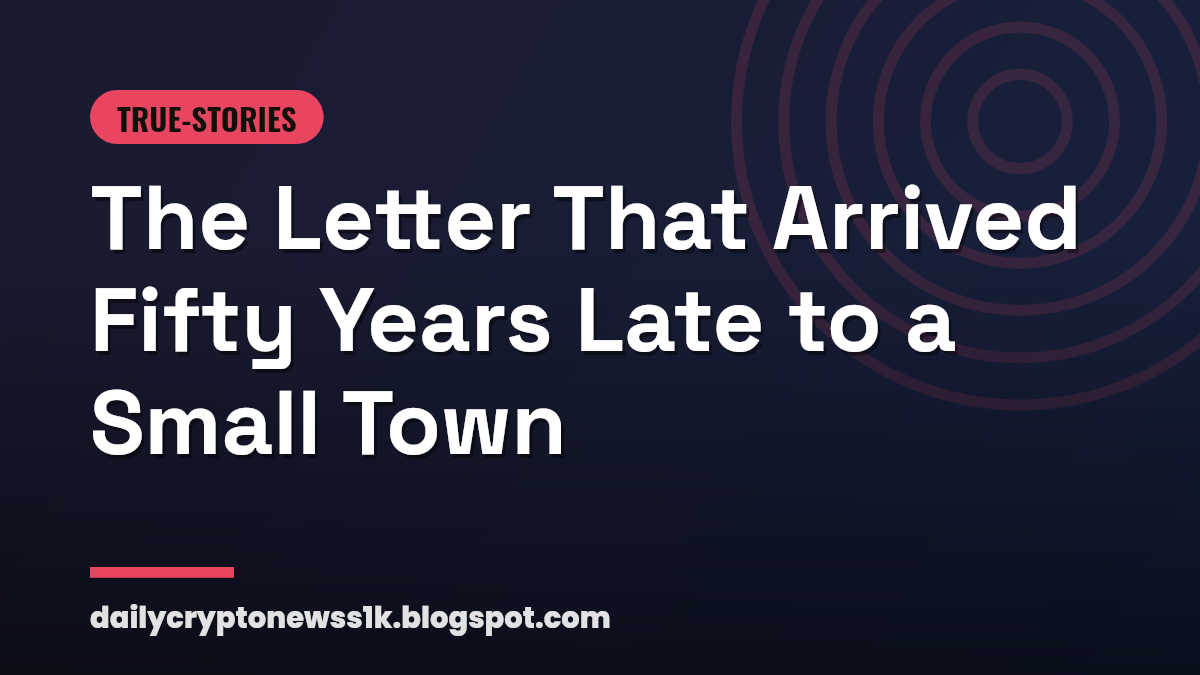 TRUE-STORIES
The Letter That Arrived
Fifty Years Late to a
Small Town
dailycryptonewss1k.blogspot.com